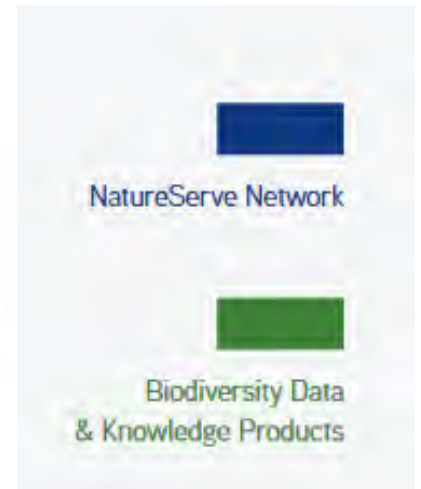 NatureServe Network
Biodiversity Data
& Knowledge Products